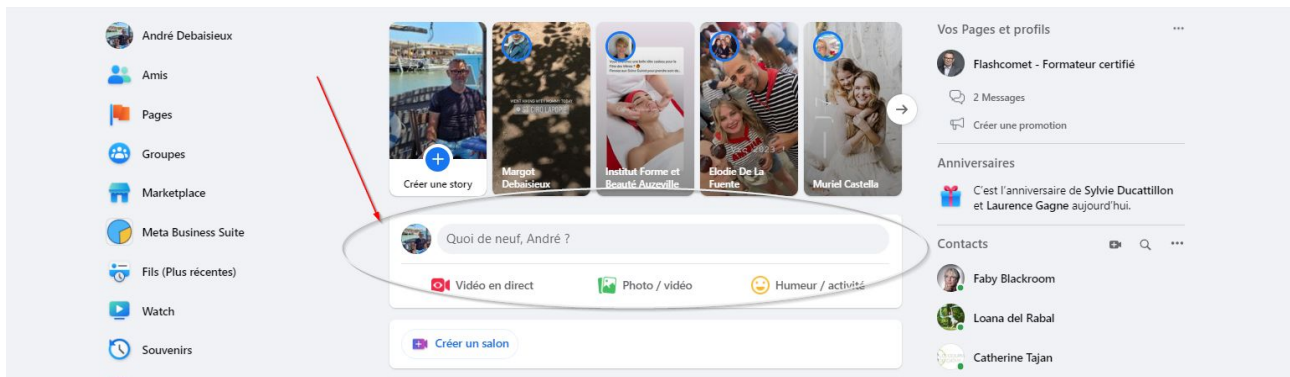 André Debaisieux
Amis
Pages
Groupes
Marketplace
Meta Business Suite
Fils (Plus récentes)
Watch
Souvenirs
Créer une story
Margot
Debaisieux
Institut Forme et
Beauté Auzeville
Elodie De La
Fuente
Muriel Castella
Quoi de neuf, André ?
Vidéo en direct
Photo / vidéo
Humeur / activité
Créer un salon
Vos Pages et profils
Flashcomet - Formateur certifié
2 Messages
Créer une promotion
Anniversaires
C'est l'anniversaire de Sylvie Ducattillon
et Laurence Gagne aujourd'hui.
Contacts
Faby Blackroom
Loana del Rabal
Catherine Tajan